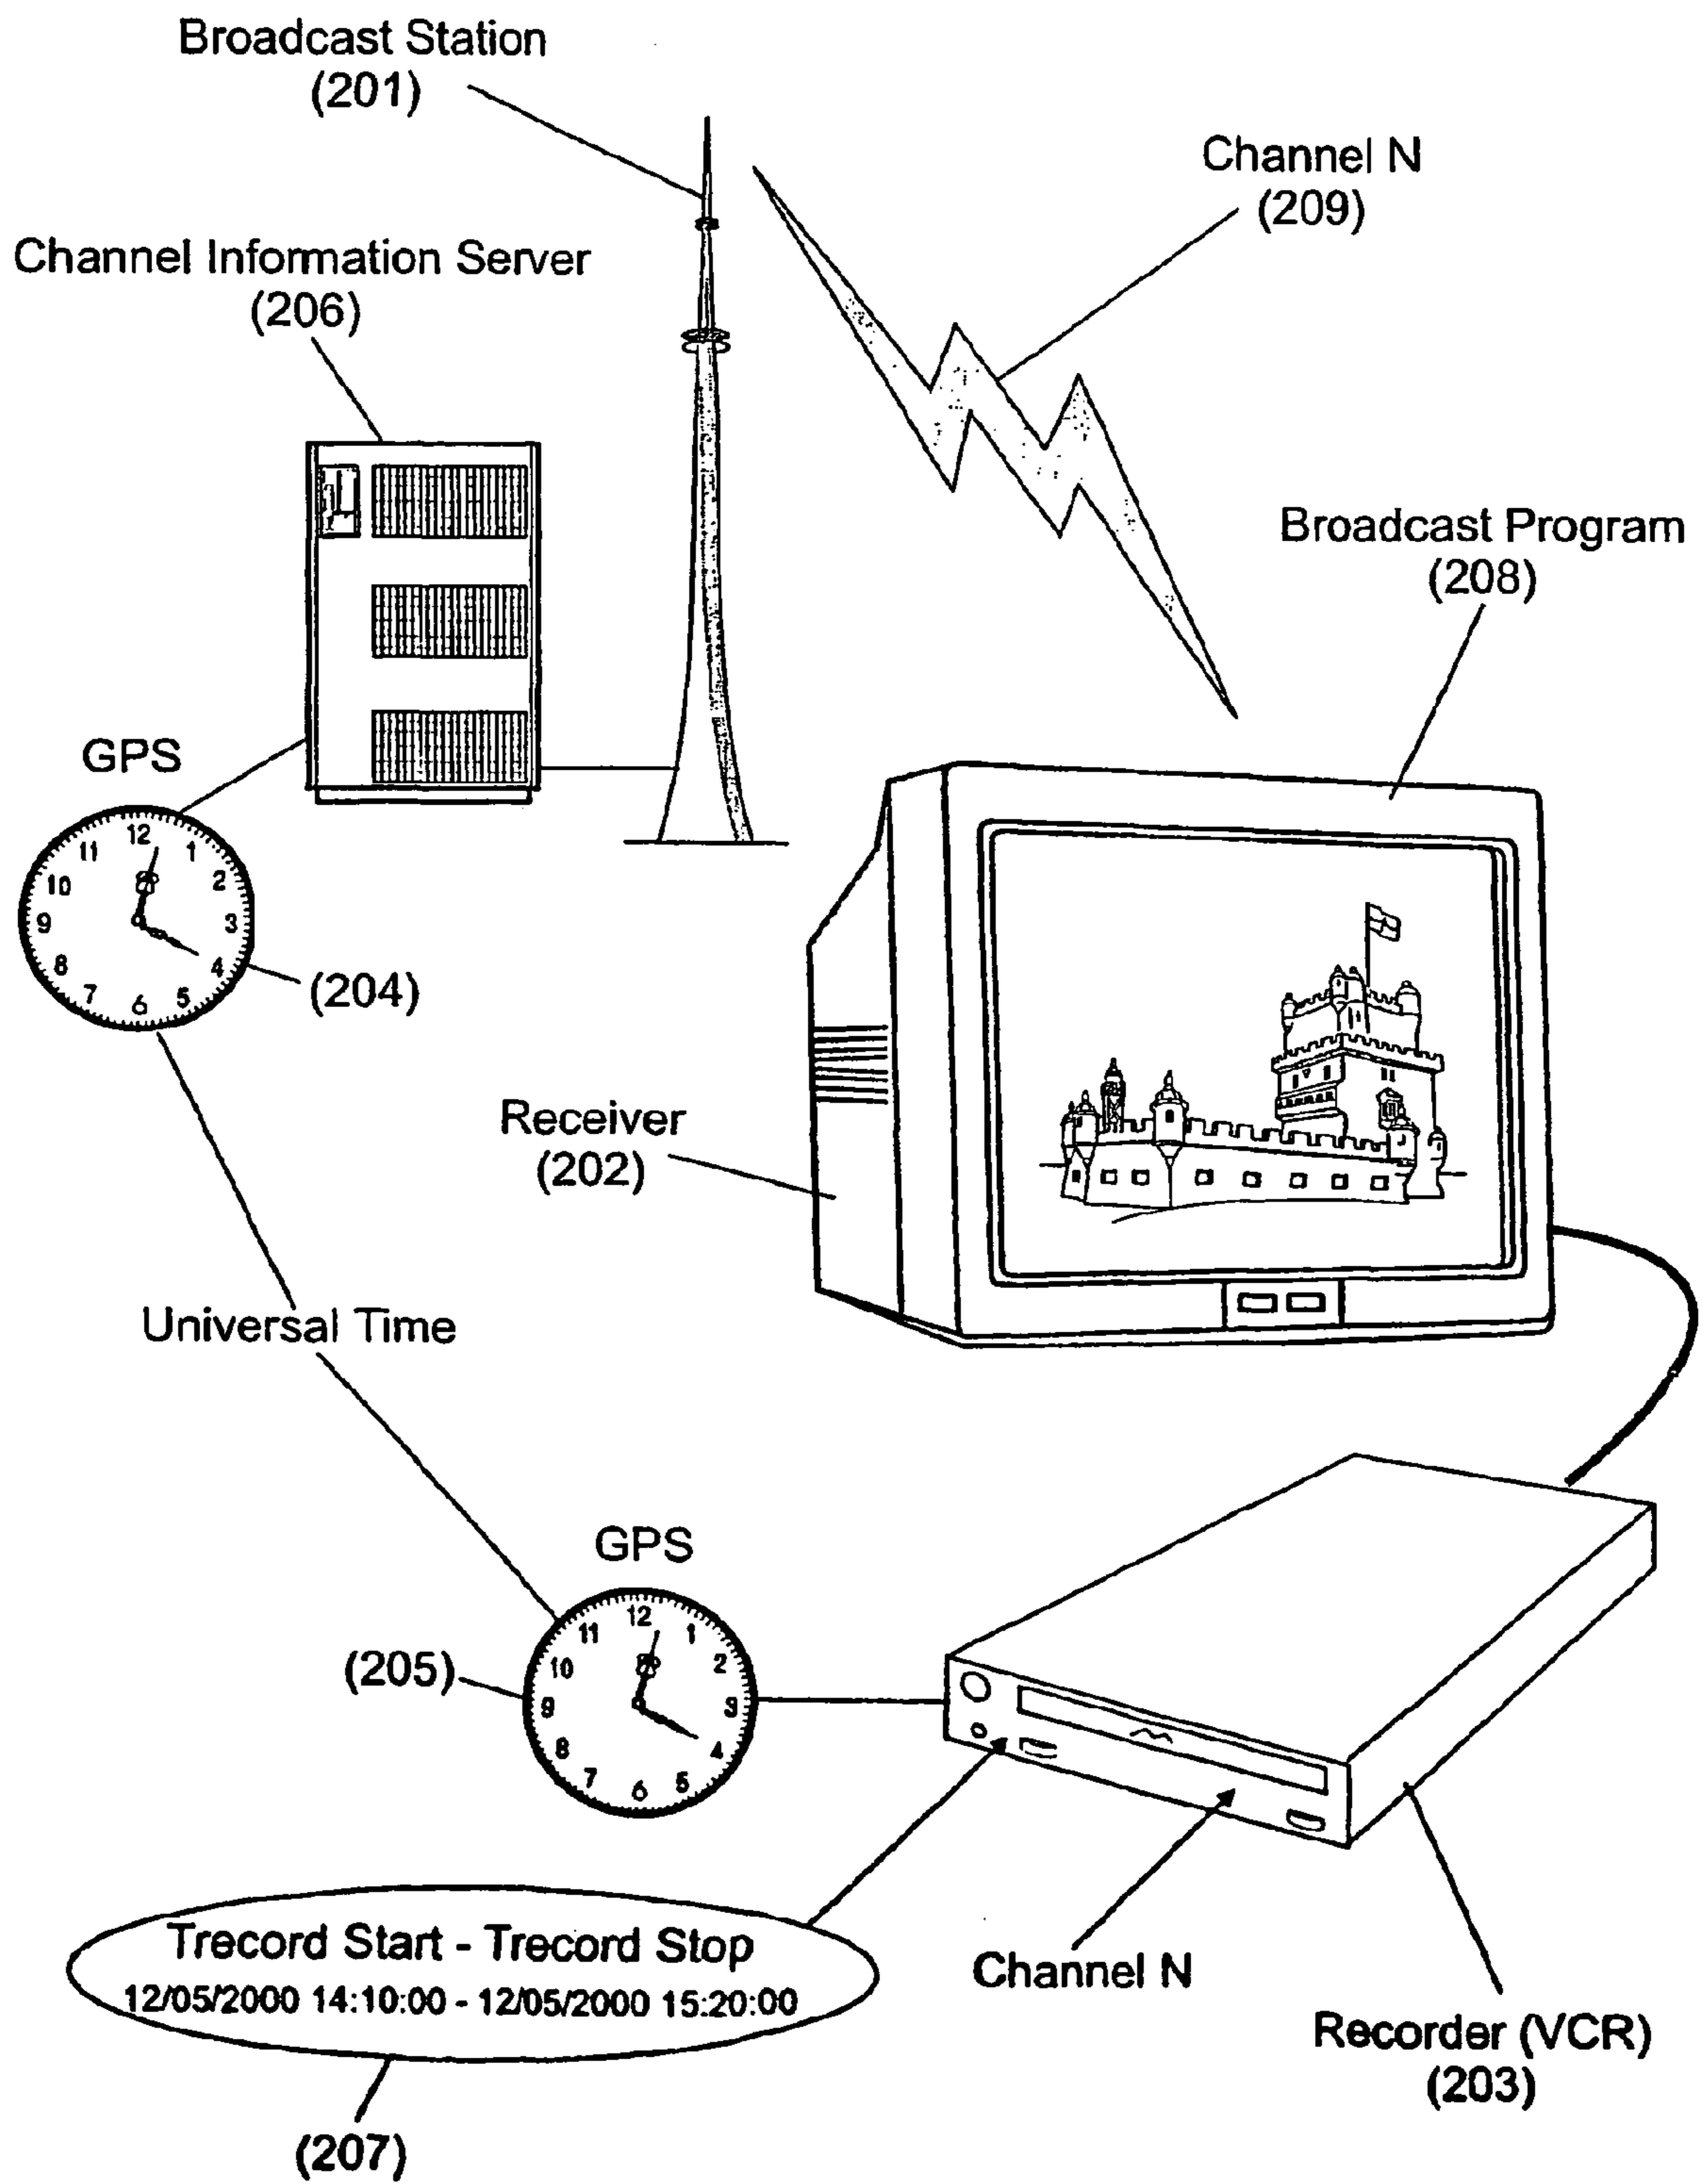 Broadcast Station
(201)
Channel N
(209)
Channel Information Server
(206)
Broadcast Program
(208)
GPS
12
1
2
3
4
5
6
7
8
9
10
11
(204)
Receiver
(202)
Universal Time
GPS
12
1
2
3
4
5
6
7
8
9
10
11
(205)
Trecord Start - Trecord Stop
12/05/2000 14:10:00 - 12/05/2000 15:20:00
(207)
Channel N
Recorder (VCR)
(203)